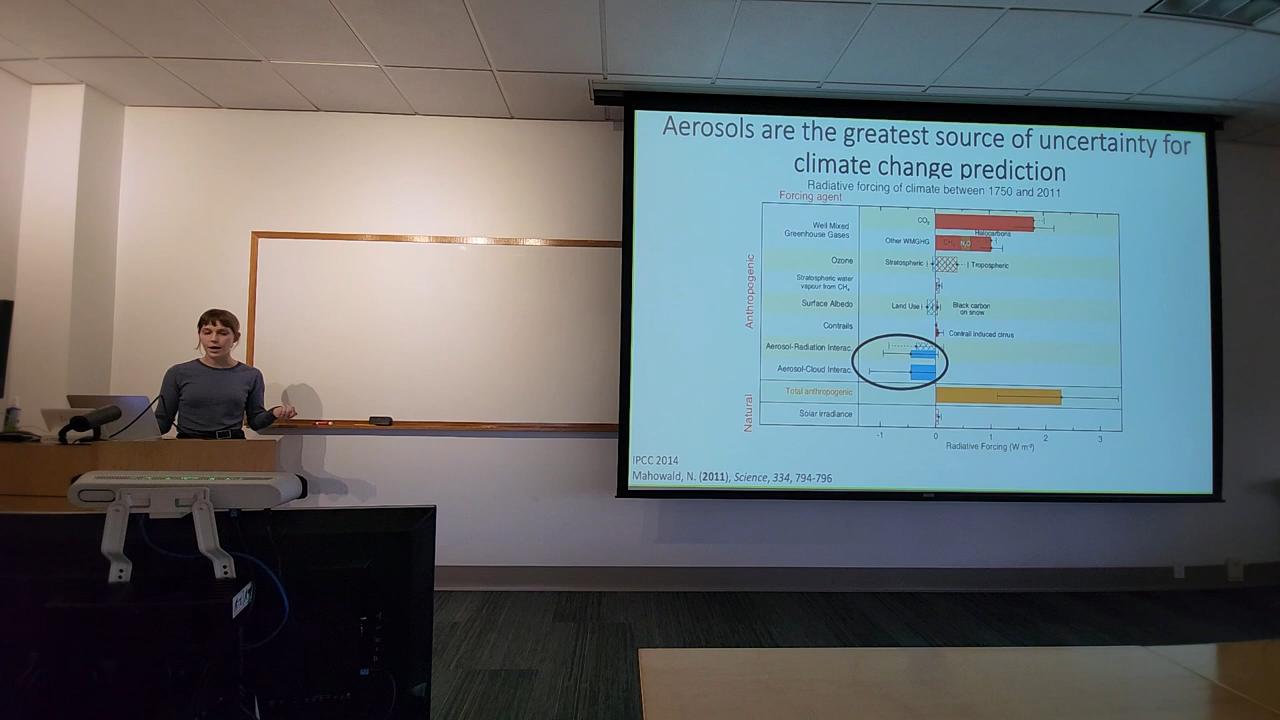 Aerosols are the greatest source of uncertainty for
climate change prediction
Radiative forcing of climate between 1750 and 2011
Forcing agent
Anthropogenic
Natural
Well Mixed
Greenhouse Gases
CO₂
Other WMGHG
CH₄ N₂O
Halocarbons
Ozone
Stratospheric
Tropospheric
Stratospheric water
vapour from CH₄
Surface Albedo
Land Use
Black carbon
on snow
Contrails
Contrail induced cirrus
Aerosol-Radiation Interac.
Aerosol-Cloud Interac.
Total anthropogenic
Solar irradiance
-1 0 1 2 3
Radiative Forcing (W m⁻²)
IPCC 2014
Mahowald, N. (2011), Science, 334, 794-796